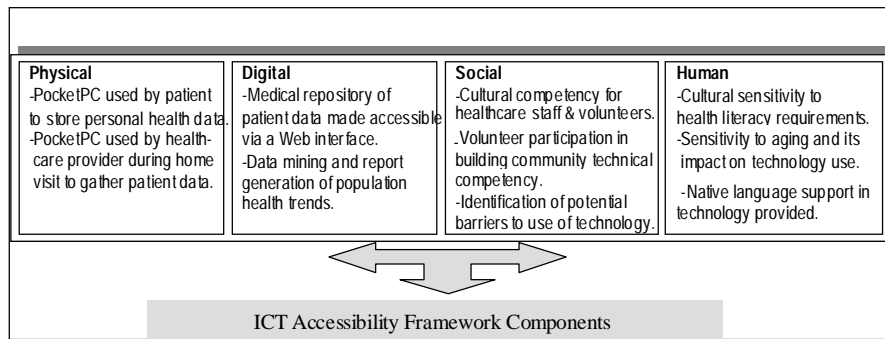 Physical
-PocketPC used by patient
to store personal health data.
-PocketPC used by health-
care provider during home
visit to gather patient data.
Digital
-Medical repository of
patient data made accessible
via a Web interface.
-Data mining and report
generation of population
health trends.
Social
-Cultural competency for
healthcare staff & volunteers.
-Volunteer participation in
building community technical
competency.
-Identification of potential
barriers to use of technology.
Human
-Cultural sensitivity to
health literacy requirements.
-Sensitivity to aging and its
impact on technology use.
-Native language support in
technology provided.
ICT Accessibility Framework Components